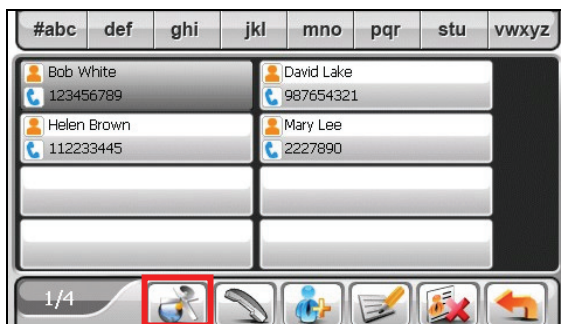 #abc def ghi jkl mno pqr stu vwxyz
Bob White
123456789
David Lake
987654321
Helen Brown
112233445
Mary Lee
2227890
1/4